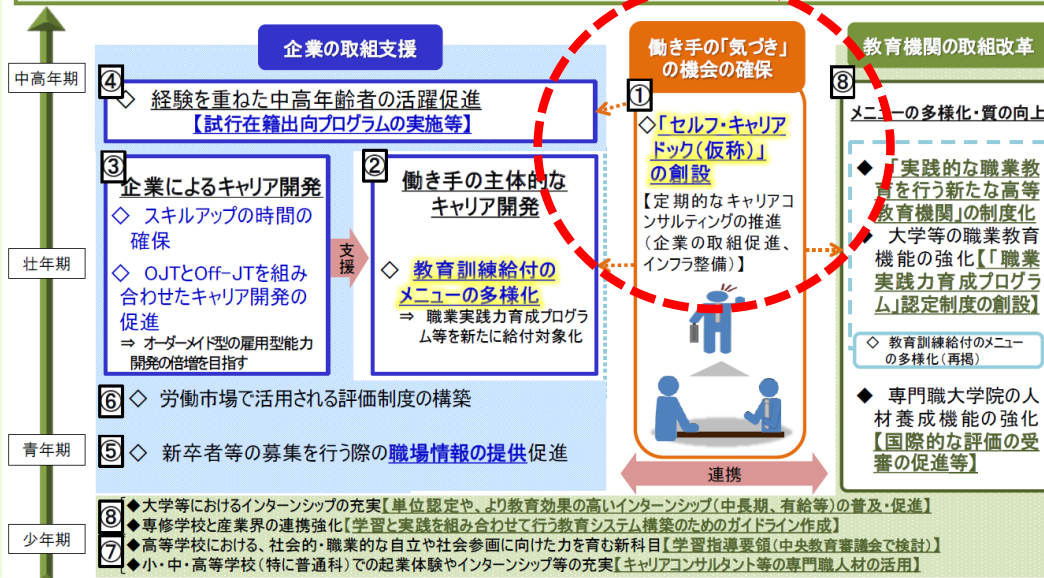 企業の取組支援
働き手の「気づき」
の機会の確保
教育機関の取組改革
中高年期
④
◇ 経験を重ねた中高年齢者の活躍促進
【試行在籍出向プログラムの実施等】
①
◇「セルフ・キャリア
ドック(仮称)」
の創設
【定期的なキャリアコ
ンサルティングの推進
(企業の取組促進、
インフラ整備)】
⑧
メニューの多様化・質の向上
③
企業によるキャリア開発
◇ スキルアップの時間の
確保
◇ OJTとOff-JTを組み
合わせたキャリア開発の
促進
⇒ オーダーメイド型の雇用型能力
開発の倍増を目指す
支援
②
働き手の主体的な
キャリア開発
◇ 教育訓練給付の
メニューの多様化
⇒ 職業実践力育成プログラ
ム等を新たに給付対象化
◆ 「実践的な職業教
育を行う新たな高等
教育機関」の制度化
◆ 大学等の職業教育
機能の強化【「職業
実践力育成プログラ
ム」認定制度の創設】
◇ 教育訓練給付のメニュー
の多様化(再掲)
◆ 専門職大学院の人
材養成機能の強化
【国際的な評価の受
審の促進等】
壮年期
⑥ ◇ 労働市場で活用される評価制度の構築
青年期
⑤ ◇ 新卒者等の募集を行う際の職場情報の提供促進
連携
少年期
⑧
◆大学等におけるインターンシップの充実【単位認定や、より教育効果の高いインターンシップ(中長期、有給等)の普及・促進】
◆専修学校と産業界の連携強化【学習と実践を組み合わせて行う教育システム構築のためのガイドライン作成】
⑦
◆高等学校における、社会的・職業的な自立や社会参画に向けた力を育む新科目【学習指導要領(中央教育審議会で検討)】
◆小・中・高等学校(特に普通科)での起業体験やインターンシップ等の充実【キャリアコンサルタント等の専門職人材の活用】